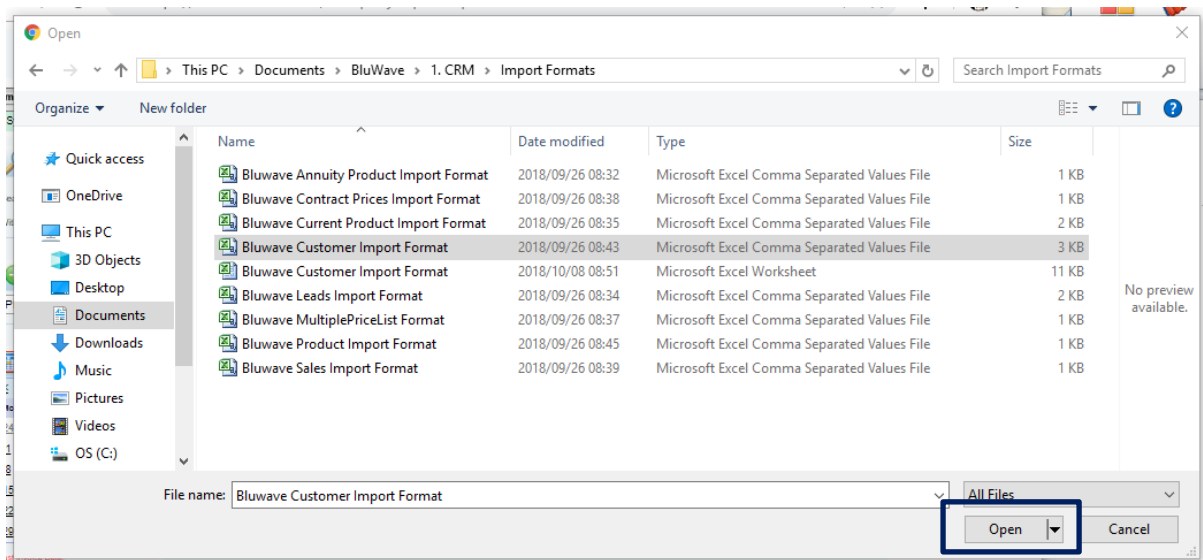 Open
This PC > Documents > BluWave > 1. CRM > Import Formats
Search Import Formats
Organize New folder
Name Date modified Type Size
Quick access
OneDrive
This PC
3D Objects
Desktop
Documents
Downloads
Music
Pictures
Videos
OS (C:)
Bluwave Annuity Product Import Format 2018/09/26 08:32 Microsoft Excel Comma Separated Values File 1 KB
Bluwave Contract Prices Import Format 2018/09/26 08:38 Microsoft Excel Comma Separated Values File 1 KB
Bluwave Current Product Import Format 2018/09/26 08:35 Microsoft Excel Comma Separated Values File 2 KB
Bluwave Customer Import Format 2018/09/26 08:43 Microsoft Excel Comma Separated Values File 3 KB
Bluwave Customer Import Format 2018/10/08 08:51 Microsoft Excel Worksheet 11 KB
Bluwave Leads Import Format 2018/09/26 08:34 Microsoft Excel Comma Separated Values File 2 KB
Bluwave MultiplePriceList Format 2018/09/26 08:37 Microsoft Excel Comma Separated Values File 1 KB
Bluwave Product Import Format 2018/09/26 08:45 Microsoft Excel Comma Separated Values File 1 KB
Bluwave Sales Import Format 2018/09/26 08:39 Microsoft Excel Comma Separated Values File 1 KB
No preview
available.
File name: Bluwave Customer Import Format
All Files
Open Cancel